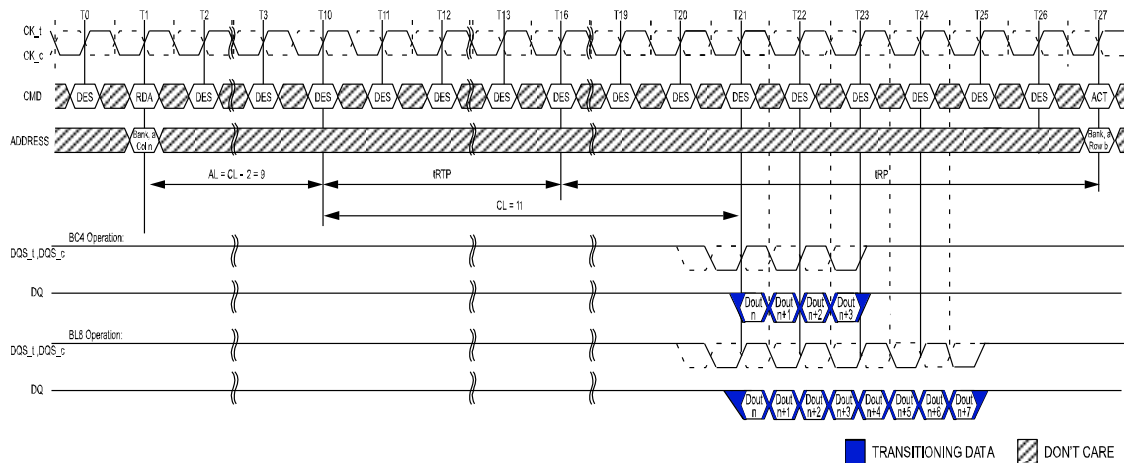 T0 T1 T2 T3 T10 T11 T12 T13 T16 T19 T20 T21 T22 T23 T24 T25 T26 T27
CK_t
CK_c
CMD DES RDA DES DES DES DES DES DES DES DES DES DES DES DES DES DES DES ACT
ADDRESS Bank, a Col n Bank, a Row b
AL = CL - 2 = 9 tRTP tRP
CL = 11
BC4 Operation:
DQS_t ,DQS_c
DQ Dout n Dout n+1 Dout n+2 Dout n+3
BL8 Operation:
DQS_t ,DQS_c
DQ Dout n Dout n+1 Dout n+2 Dout n+3 Dout n+4 Dout n+5 Dout n+6 Dout n+7
TRANSITIONING DATA DON'T CARE